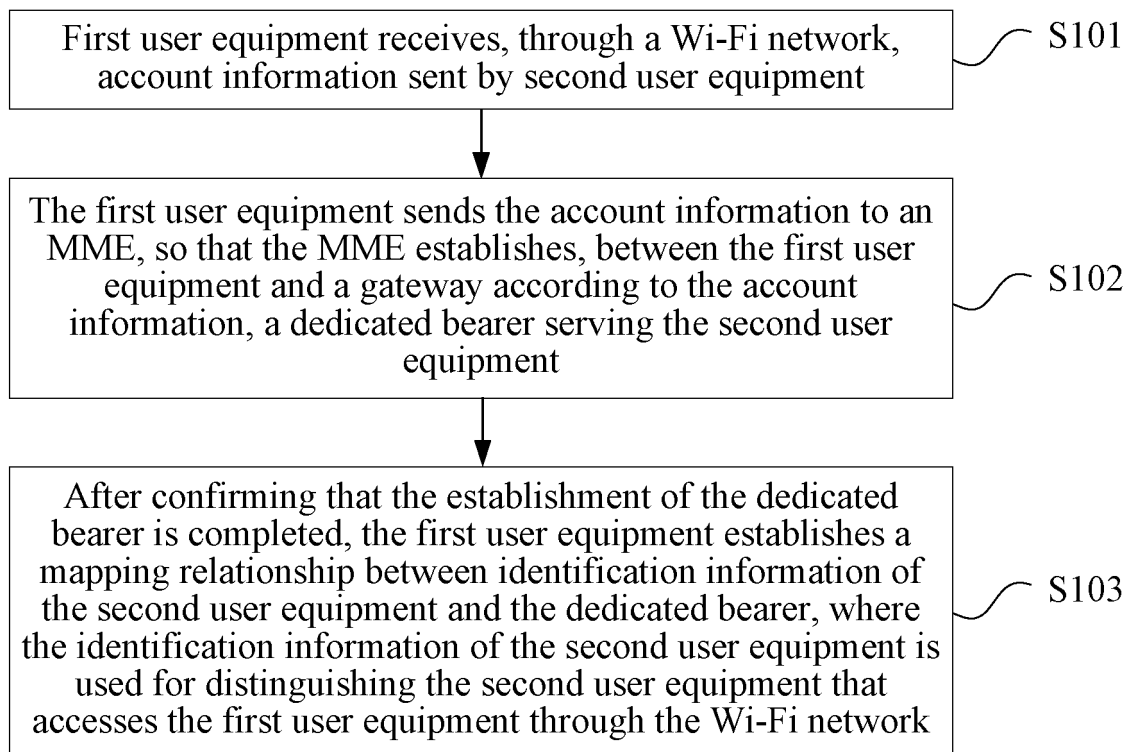 First user equipment receives, through a Wi-Fi network,
account information sent by second user equipment
S101
The first user equipment sends the account information to an
MME, so that the MME establishes, between the first user
equipment and a gateway according to the account
information, a dedicated bearer serving the second user
equipment
S102
After confirming that the establishment of the dedicated
bearer is completed, the first user equipment establishes a
mapping relationship between identification information of
the second user equipment and the dedicated bearer, where
the identification information of the second user equipment is
used for distinguishing the second user equipment that
accesses the first user equipment through the Wi-Fi network
S103